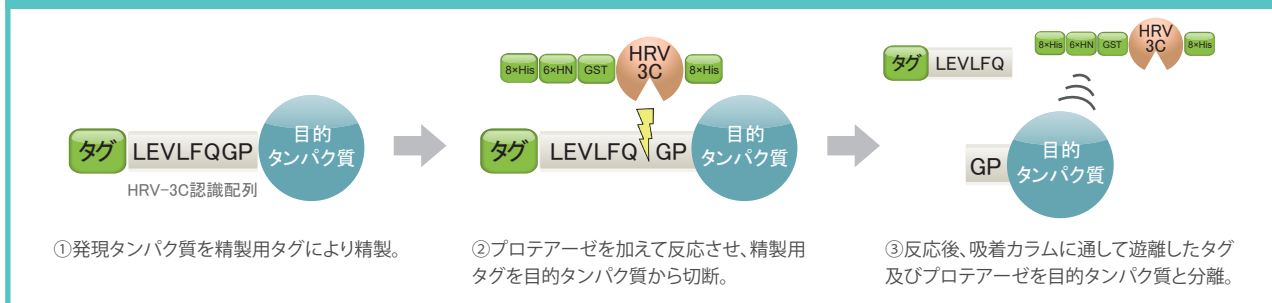 タグ LEVLFQGP 目的
タンパク質
HRV-3C認識配列
①発現タンパク質を精製用タグにより精製。
8×His 6×HN GST HRV
3C 8×His
タグ LEVLFQ GP 目的
タンパク質
②プロテアーゼを加えて反応させ、精製用
タグを目的タンパク質から切断。
タグ LEVLFQ
8×His 6×HN GST HRV
3C 8×His
GP 目的
タンパク質
③反応後、吸着カラムに通して遊離したタグ
及びプロテアーゼを目的タンパク質と分離。